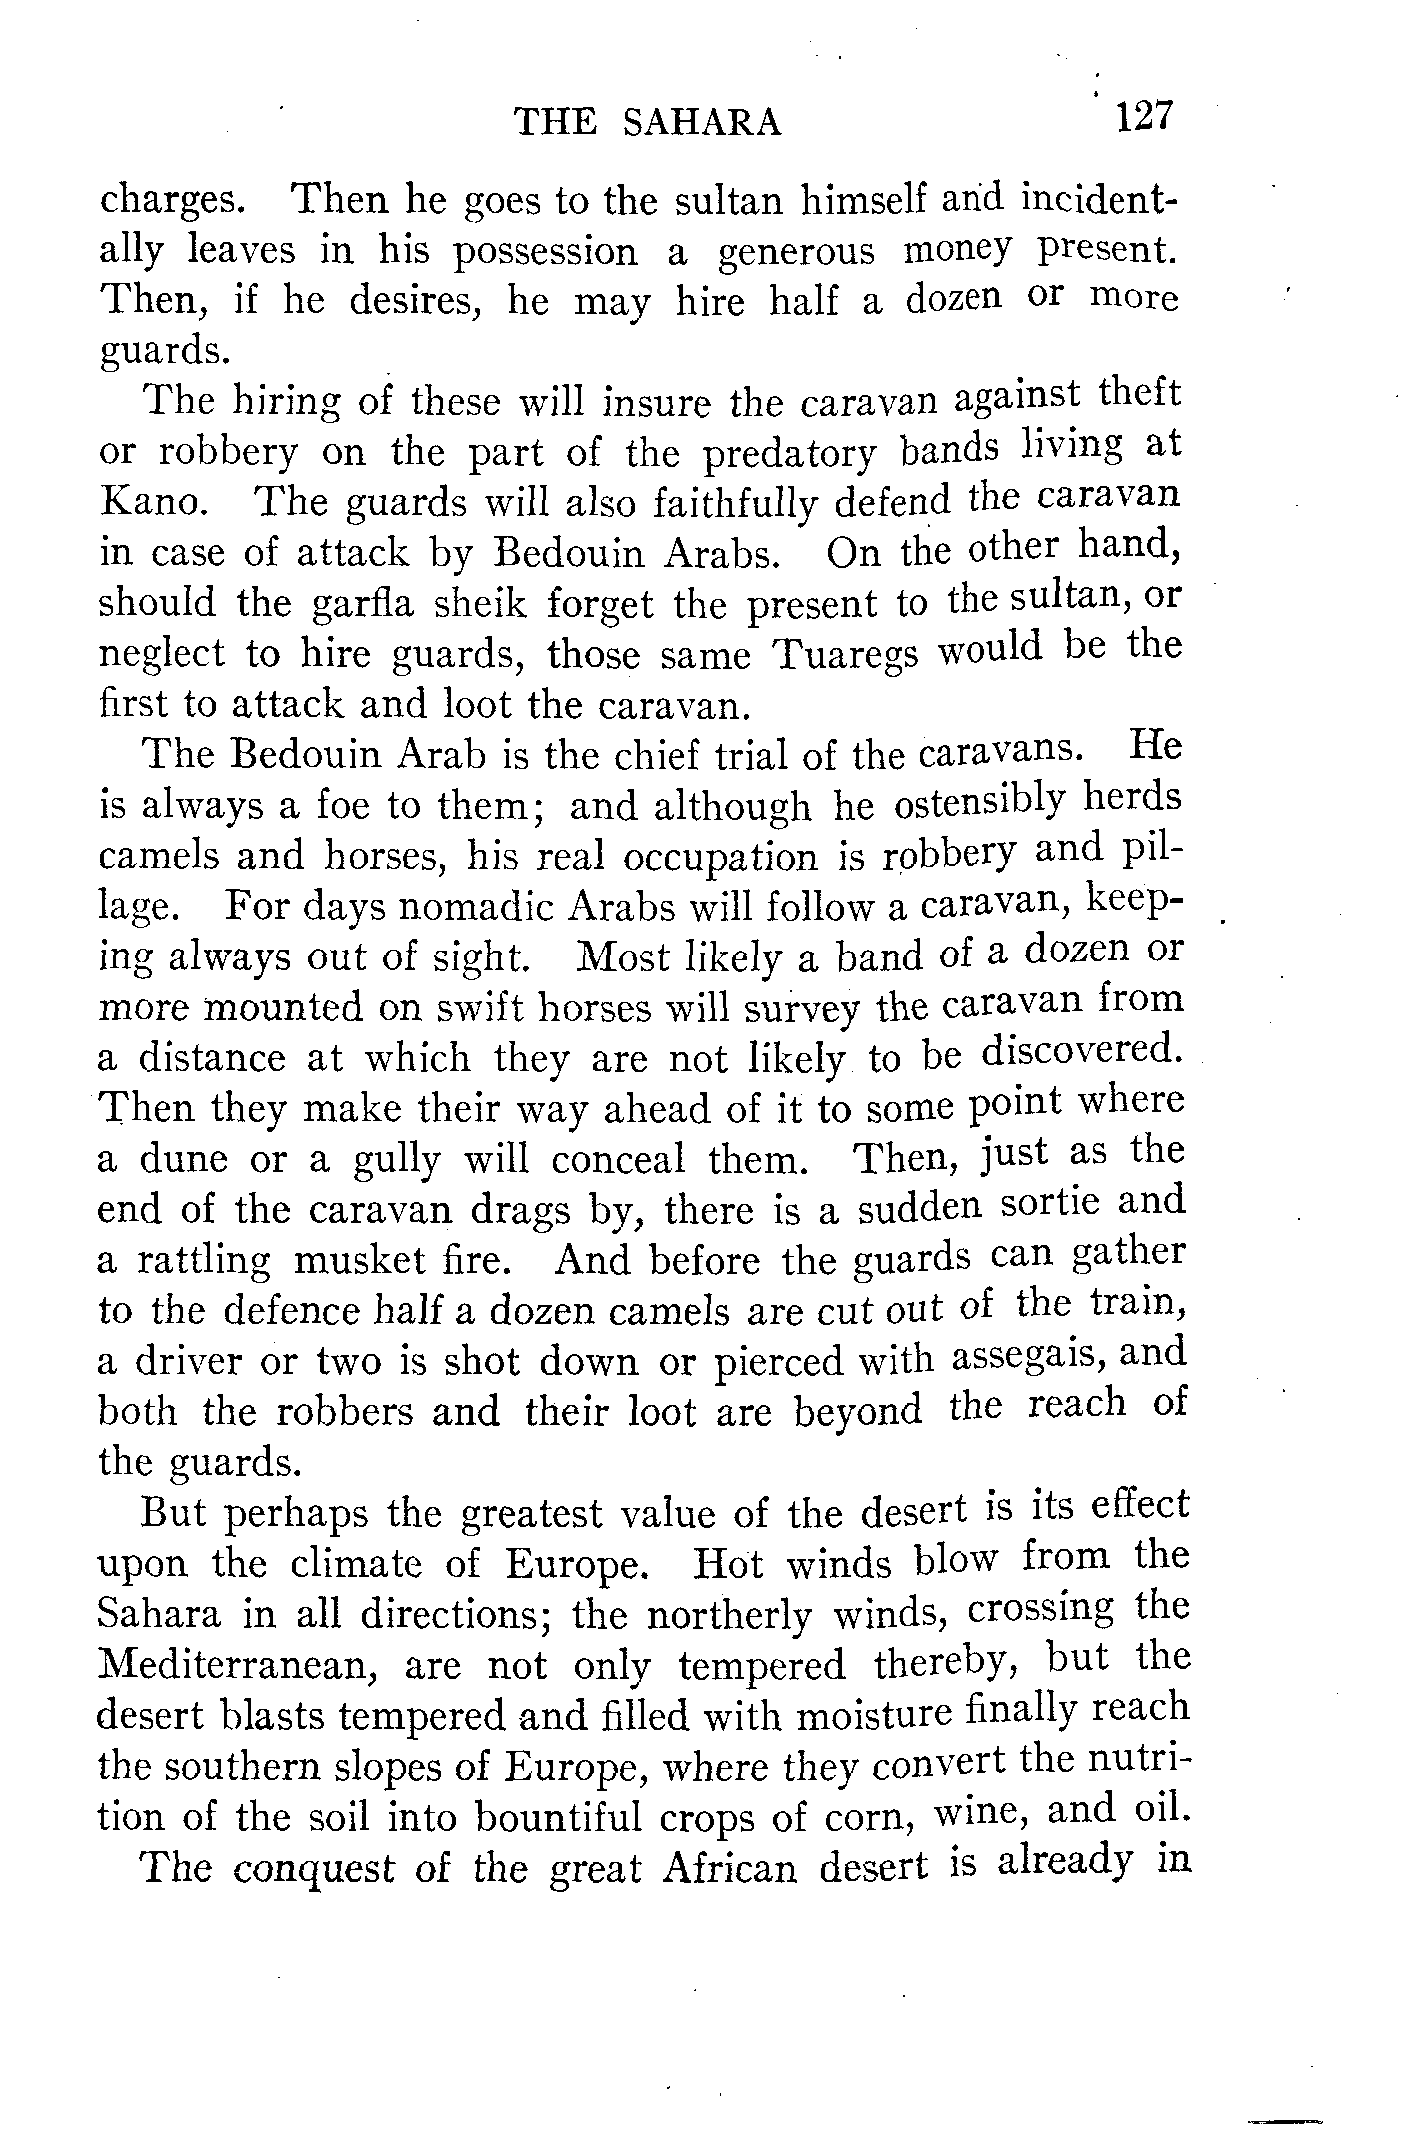 THE SAHARA 127
charges. Then he goes to the sultan himself and incident-
ally leaves in his possession a generous money present.
Then, if he desires, he may hire half a dozen or more
guards.
The hiring of these will insure the caravan against theft
or robbery on the part of the predatory bands living at
Kano. The guards will also faithfully defend the caravan
in case of attack by Bedouin Arabs. On the other hand,
should the garfla sheik forget the present to the sultan, or
neglect to hire guards, those same Tuaregs would be the
first to attack and loot the caravan.
The Bedouin Arab is the chief trial of the caravans. He
is always a foe to them; and although he ostensibly herds
camels and horses, his real occupation is robbery and pil-
lage. For days nomadic Arabs will follow a caravan, keep-
ing always out of sight. Most likely a band of a dozen or
more mounted on swift horses will survey the caravan from
a distance at which they are not likely to be discovered.
Then they make their way ahead of it to some point where
a dune or a gully will conceal them. Then, just as the
end of the caravan drags by, there is a sudden sortie and
a rattling musket fire. And before the guards can gather
to the defence half a dozen camels are cut out of the train,
a driver or two is shot down or pierced with assegais, and
both the robbers and their loot are beyond the reach of
the guards.
But perhaps the greatest value of the desert is its effect
upon the climate of Europe. Hot winds blow from the
Sahara in all directions; the northerly winds, crossing the
Mediterranean, are not only tempered thereby, but the
desert blasts tempered and filled with moisture finally reach
the southern slopes of Europe, where they convert the nutri-
tion of the soil into bountiful crops of corn, wine, and oil.
The conquest of the great African desert is already in